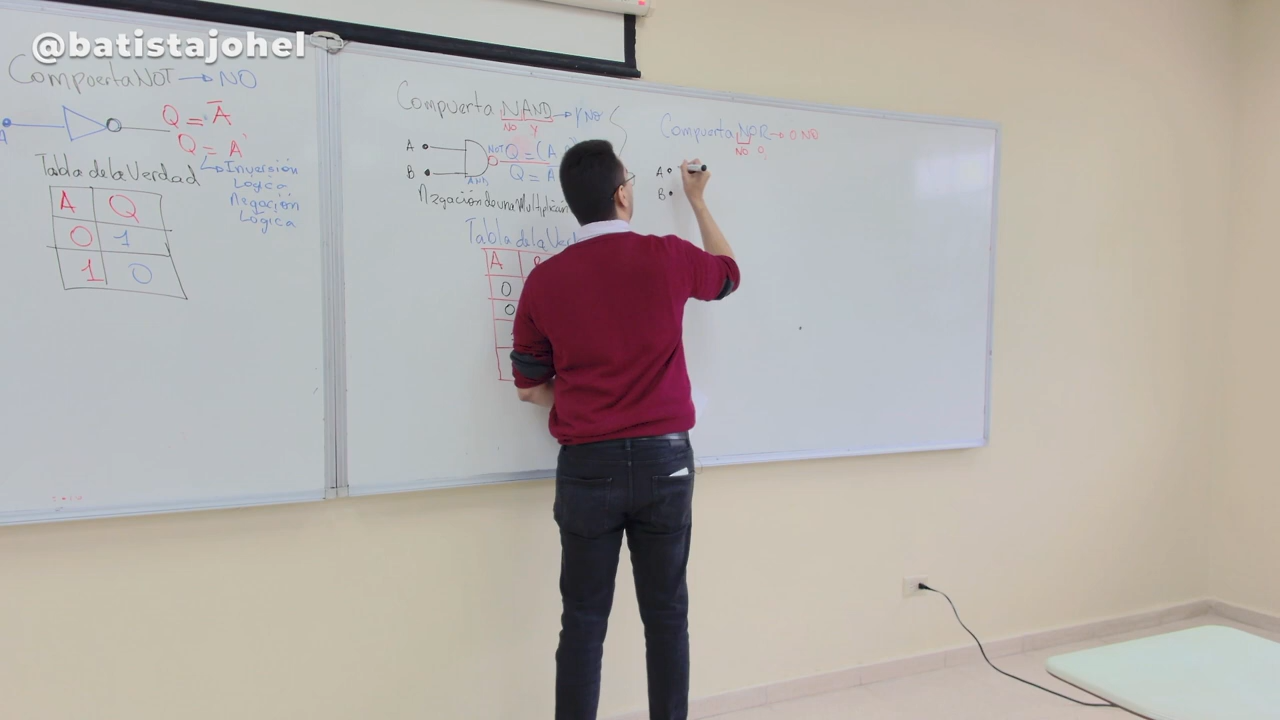 @batistajohel
Compuerta NOT → NO
A
Q = A̅
Q = A'
Inversión
Lógica
Negación
Lógica
Tabla de la Verdad
A Q
0 1
1 0
Compuerta NAND → Y NO
NO Y
A
B
NOT
AND
Q = (A
Q = A
Negación de una Multiplicación
Tabla de la
A
0
0
Compuerta NOR → O NO
NO O
A
B